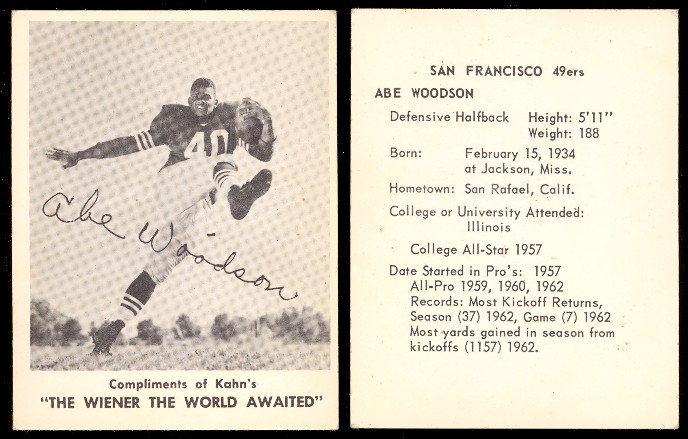 40
Abe Woodson
Compliments of Kahn's
"THE WIENER THE WORLD AWAITED"
SAN FRANCISCO 49ers
ABE WOODSON
Defensive Halfback Height: 5'11"
Weight: 188
Born: February 15, 1934
at Jackson, Miss.
Hometown: San Rafael, Calif.
College or University Attended:
Illinois
College All-Star 1957
Date Started in Pro's: 1957
All-Pro 1959, 1960, 1962
Records: Most Kickoff Returns,
Season (37) 1962, Game (7) 1962
Most yards gained in season from
kickoffs (1157) 1962.